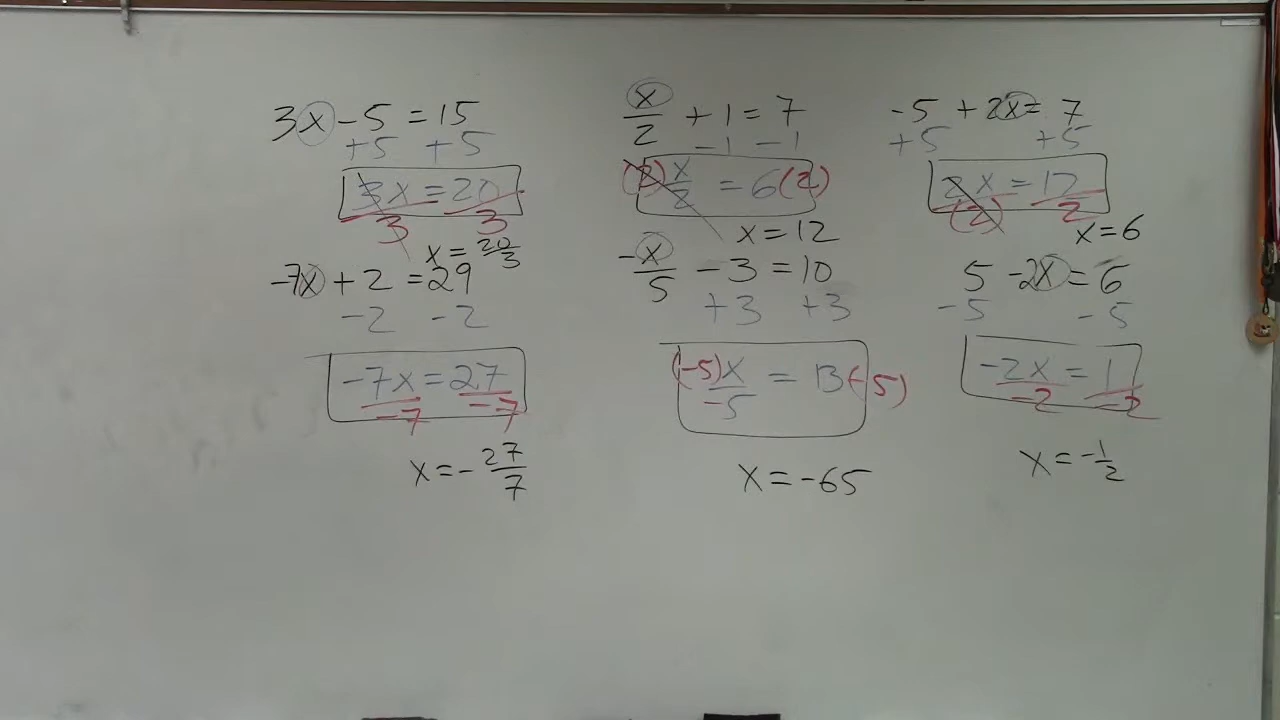 3x - 5 = 15
+5 +5
3x = 20
3 3
x = 20/3
-7x + 2 = 29
-2 -2
-7x = 27
-7 -7
x = -27/7
x/2 + 1 = 7
-1 -1
(2) x/2 = 6 (2)
x = 12
-x/5 - 3 = 10
+3 +3
(-5) x/-5 = 13 (-5)
x = -65
-5 + 2x = 7
+5 +5
2x = 12
(2) 2
x = 6
5 - 2x = 6
-5 -5
-2x = 1
-2 -2
x = -1/2